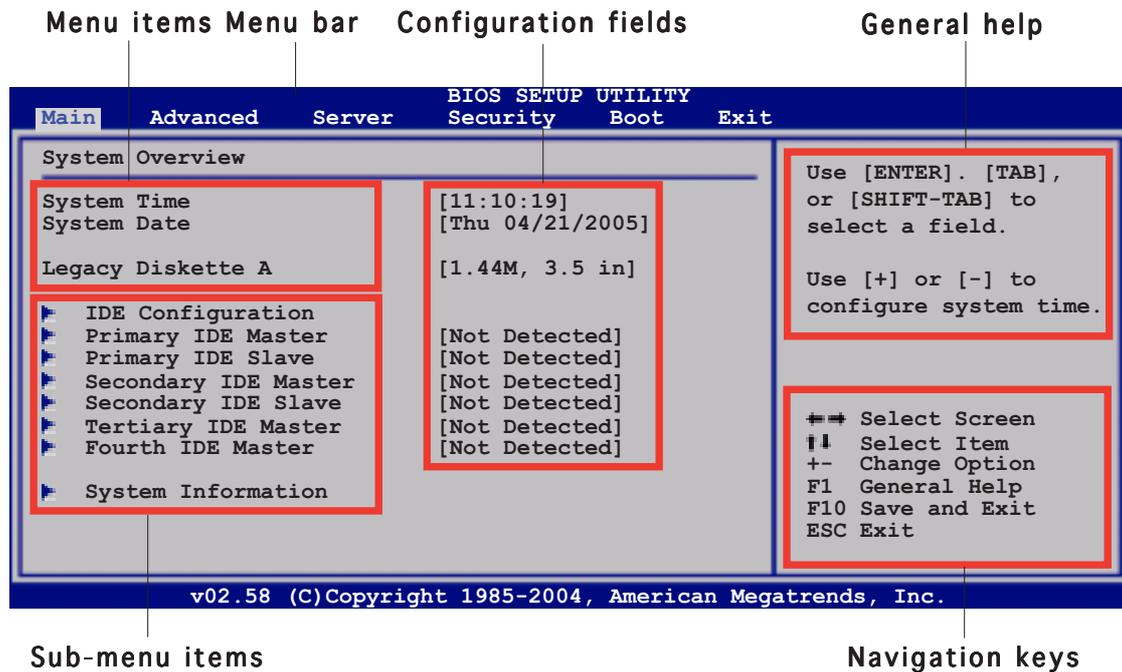 Menu items Menu bar Configuration fields General help
BIOS SETUP UTILITY
Main Advanced Server Security Boot Exit
System Overview
System Time [11:10:19]
System Date [Thu 04/21/2005]
Legacy Diskette A [1.44M, 3.5 in]
IDE Configuration
Primary IDE Master [Not Detected]
Primary IDE Slave [Not Detected]
Secondary IDE Master [Not Detected]
Secondary IDE Slave [Not Detected]
Tertiary IDE Master [Not Detected]
Fourth IDE Master [Not Detected]
System Information
Use [ENTER]. [TAB],
or [SHIFT-TAB] to
select a field.
Use [+] or [-] to
configure system time.
←→ Select Screen
↑↓ Select Item
+- Change Option
F1 General Help
F10 Save and Exit
ESC Exit
v02.58 (C)Copyright 1985-2004, American Megatrends, Inc.
Sub-menu items Navigation keys